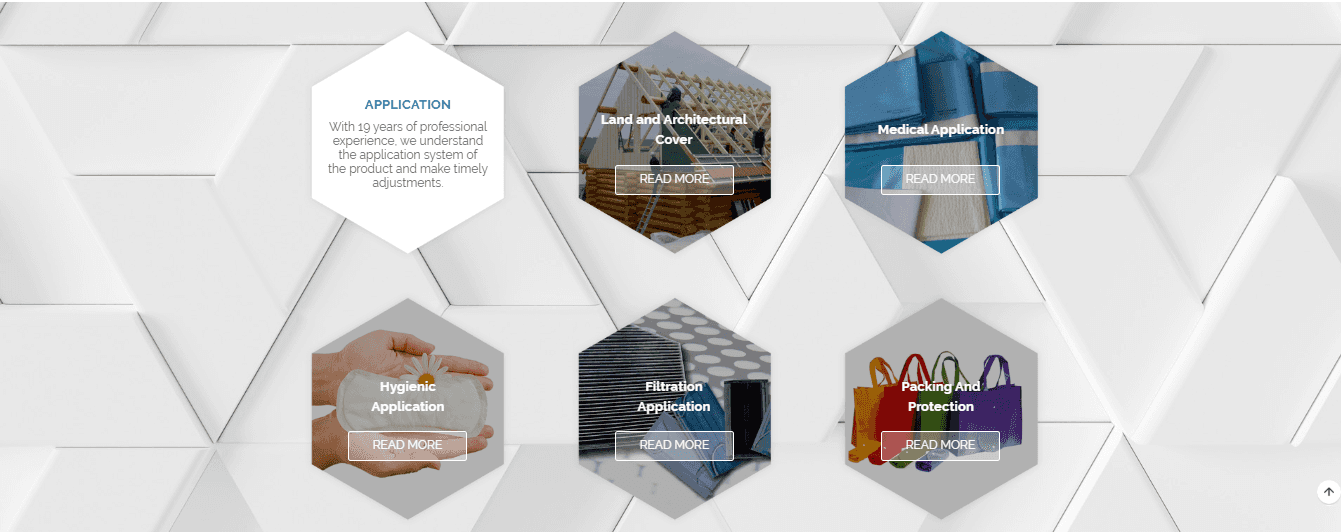 APPLICATION
With 19 years of professional
experience, we understand
the application system of
the product and make timely
adjustments.
Land and Architectural
Cover
READ MORE
Medical Application
READ MORE
Hygienic
Application
READ MORE
Filtration
Application
READ MORE
Packing And
Protection
READ MORE